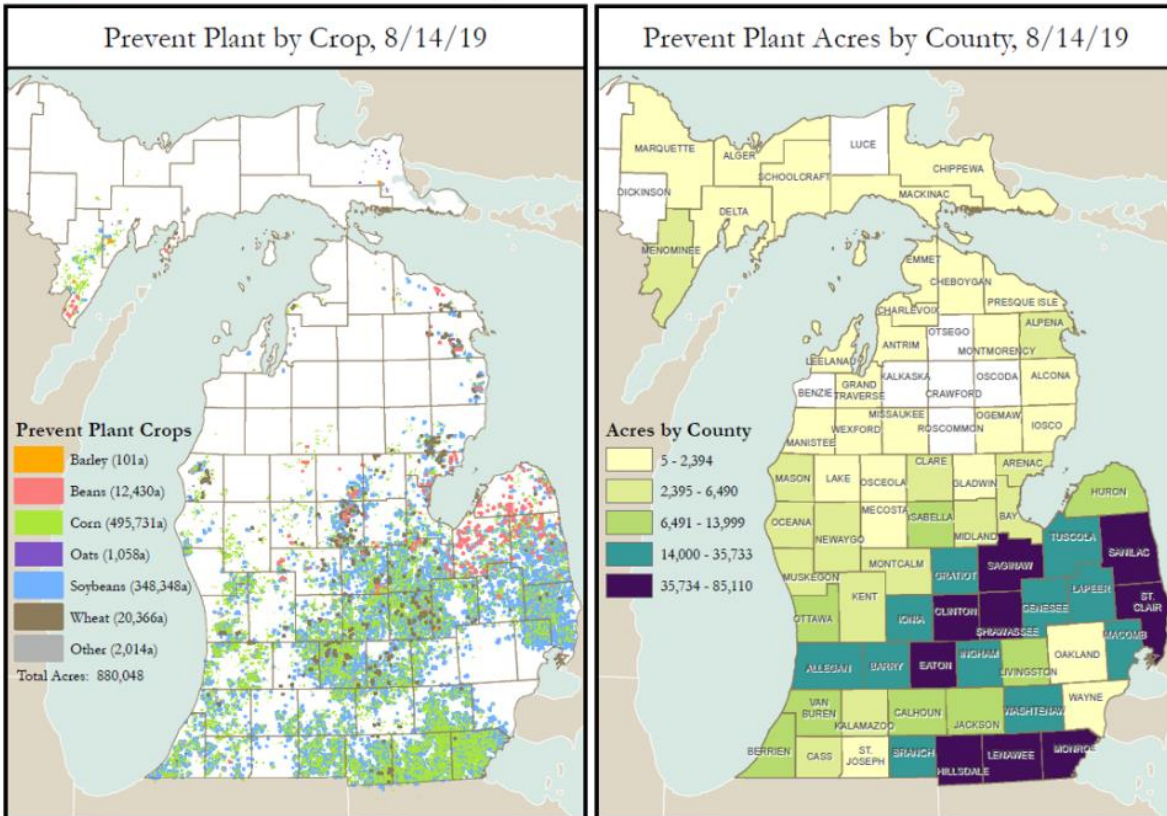 Prevent Plant by Crop, 8/14/19
Prevent Plant Crops
Barley (101a)
Beans (12,430a)
Corn (495,731a)
Oats (1,058a)
Soybeans (348,348a)
Wheat (20,366a)
Other (2,014a)
Total Acres: 880,048
Prevent Plant Acres by County, 8/14/19
LUCE
MARQUETTE
ALGER
CHIPPEWA
SCHOOLCRAFT
DICKINSON
MACKINAC
DELTA
MENOMINEE
EMMET
CHEBOYGAN
PRESQUE ISLE
CHARLEVOIX
OTSEGO
ALPENA
ANTRIM
MONTMORENCY
LEELANAU
KALKASKA
OSCODA
ALCONA
BENZIE
GRAND
TRAVERSE
CRAWFORD
MISSAUKEE
OGEMAW
WEXFORD
ROSCOMMON
IOSCO
MANISTEE
Acres by County
5 - 2,394
2,395 - 6,490
6,491 - 13,999
14,000 - 35,733
35,734 - 85,110
CLARE
ARENAC
MASON
LAKE
OSCEOLA
GLADWIN
HURON
OCEANA
MECOSTA
ISABELLA
BAY
NEWAYGO
MIDLAND
TUSCOLA
SANILAC
MUSKEGON
MONTCALM
GRATIOT
SAGINAW
LAPEER
KENT
GENESEE
ST.
CLAIR
OTTAWA
IONIA
CLINTON
SHIAWASSEE
MACOMB
OAKLAND
ALLEGAN
BARRY
EATON
INGHAM
LIVINGSTON
VAN
BUREN
KALAMAZOO
CALHOUN
JACKSON
WASHTENAW
WAYNE
BERRIEN
CASS
ST.
JOSEPH
BRANCH
HILLSDALE
LENAWEE
MONROE